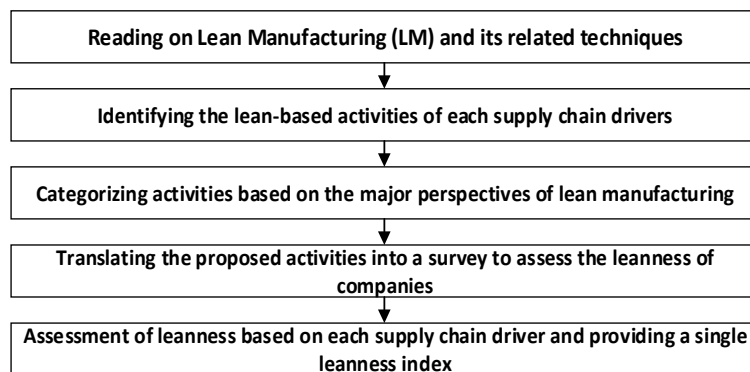 Reading on Lean Manufacturing (LM) and its related techniques
Identifying the lean-based activities of each supply chain drivers
Categorizing activities based on the major perspectives of lean manufacturing
Translating the proposed activities into a survey to assess the leanness of
companies
Assessment of leanness based on each supply chain driver and providing a single
leanness index